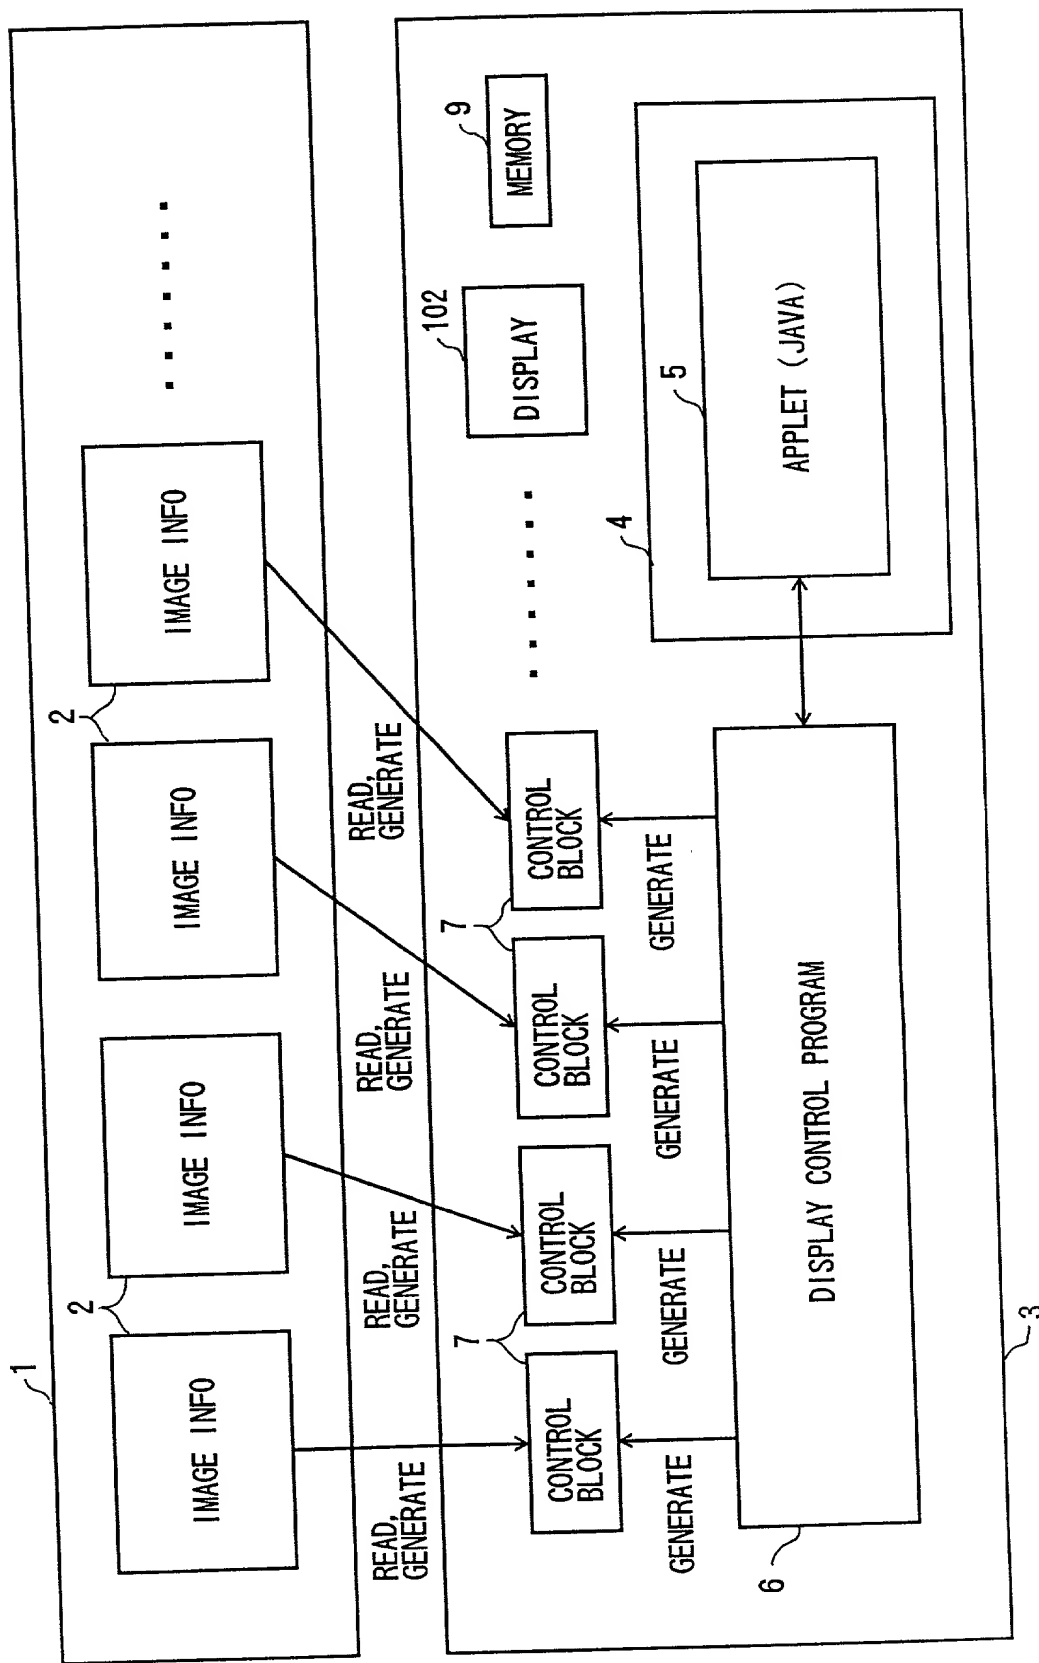 1
2
2
IMAGE INFO
IMAGE INFO
IMAGE INFO
IMAGE INFO
READ,
GENERATE
READ,
GENERATE
READ,
GENERATE
READ,
GENERATE
7
7
CONTROL
BLOCK
CONTROL
BLOCK
CONTROL
BLOCK
CONTROL
BLOCK
102
DISPLAY
9
MEMORY
GENERATE
GENERATE
GENERATE
GENERATE
6
DISPLAY CONTROL PROGRAM
4
5
APPLET (JAVA)
3